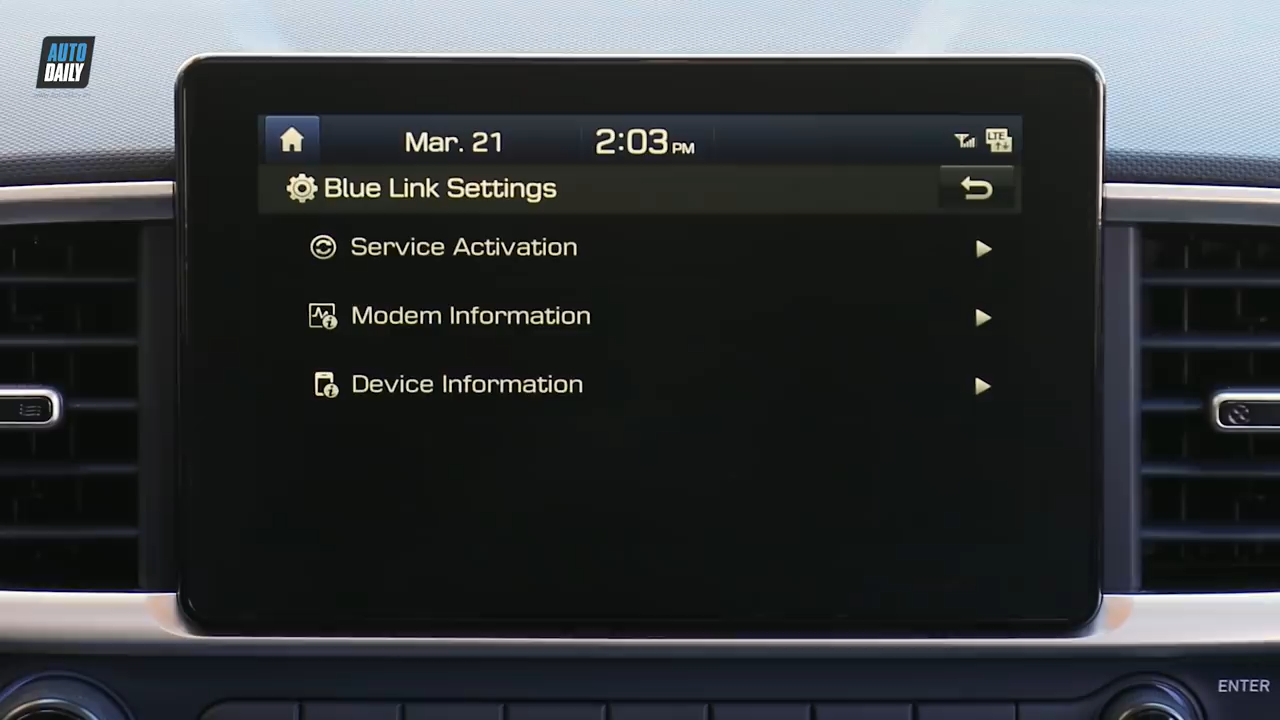 AUTO
DAILY
Mar. 21 2:03 PM LTE
Blue Link Settings
Service Activation
Modem Information
Device Information
ENTER